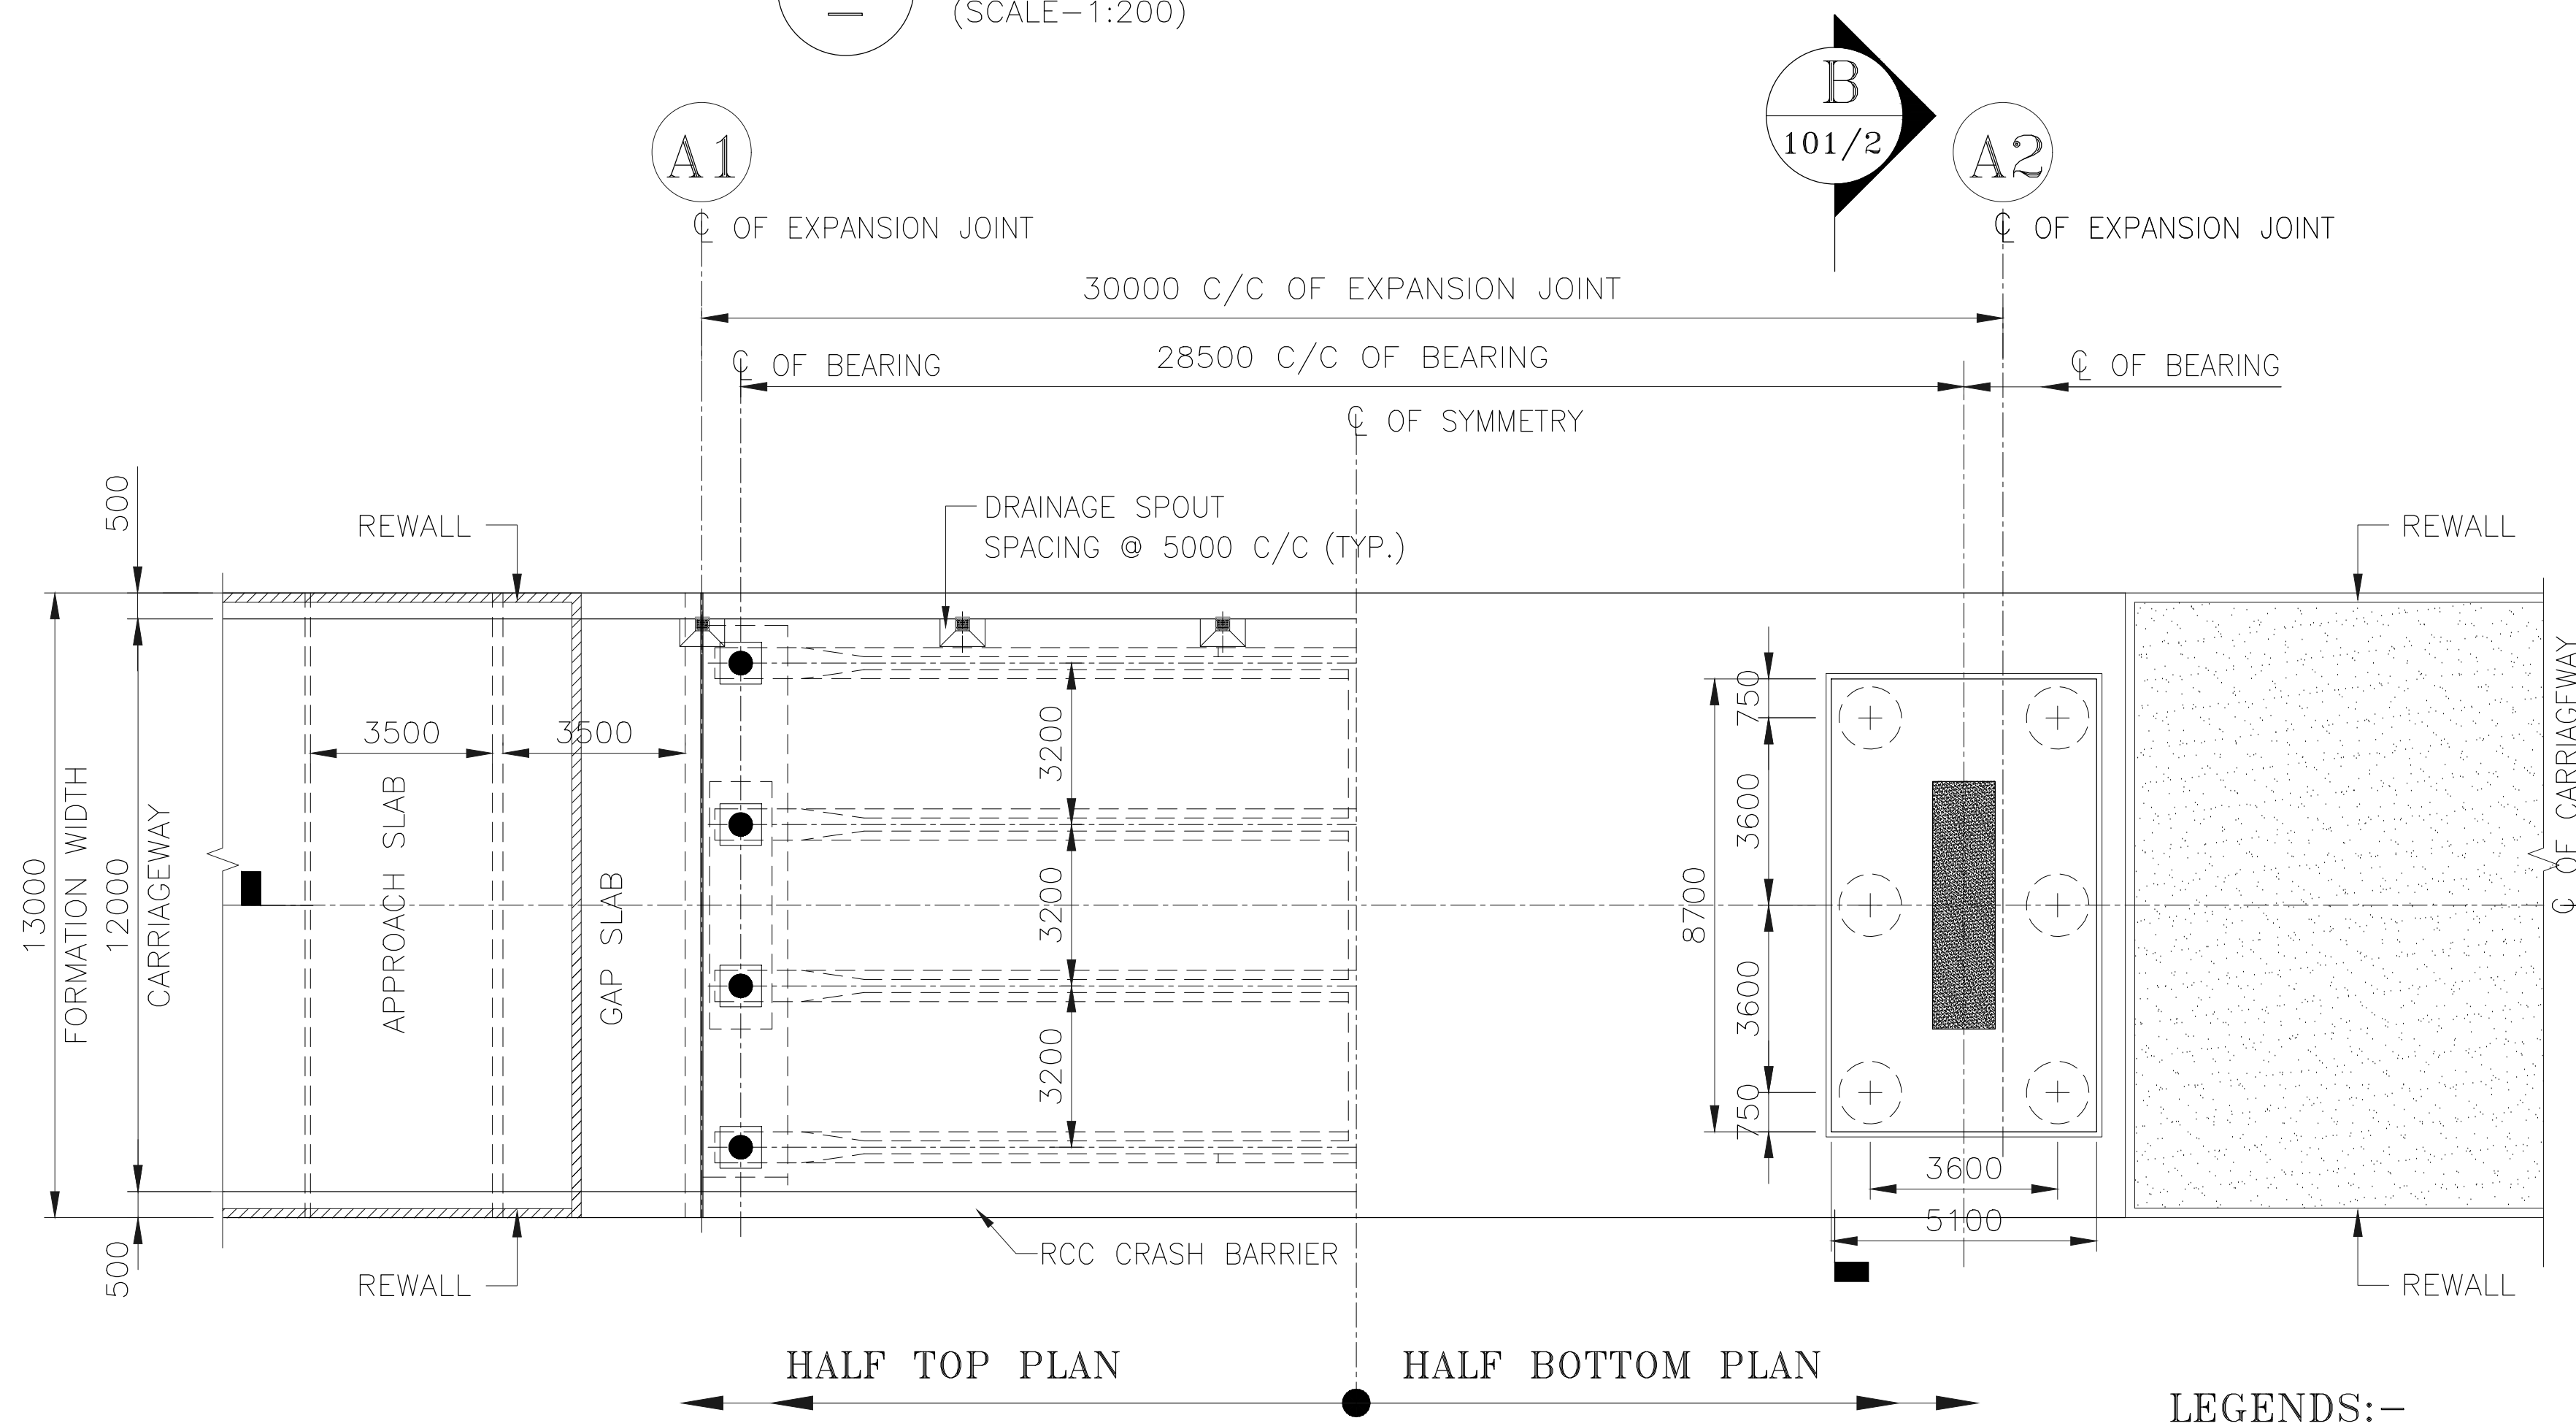 (SCALE-1:200)
B
101/2
A1
A2
℄ OF EXPANSION JOINT
℄ OF EXPANSION JOINT
30000 C/C OF EXPANSION JOINT
℄ OF BEARING
28500 C/C OF BEARING
℄ OF BEARING
℄ OF SYMMETRY
500
REWALL
DRAINAGE SPOUT
SPACING @ 5000 C/C (TYP.)
REWALL
13000
FORMATION WIDTH
12000
CARRIAGEWAY
3500
APPROACH SLAB
3500
GAP SLAB
3200
3200
3200
8700
750
3600
3600
750
3600
5100
℄ OF CARRIAGEWAY
500
REWALL
RCC CRASH BARRIER
REWALL
HALF TOP PLAN
HALF BOTTOM PLAN
LEGENDS:-